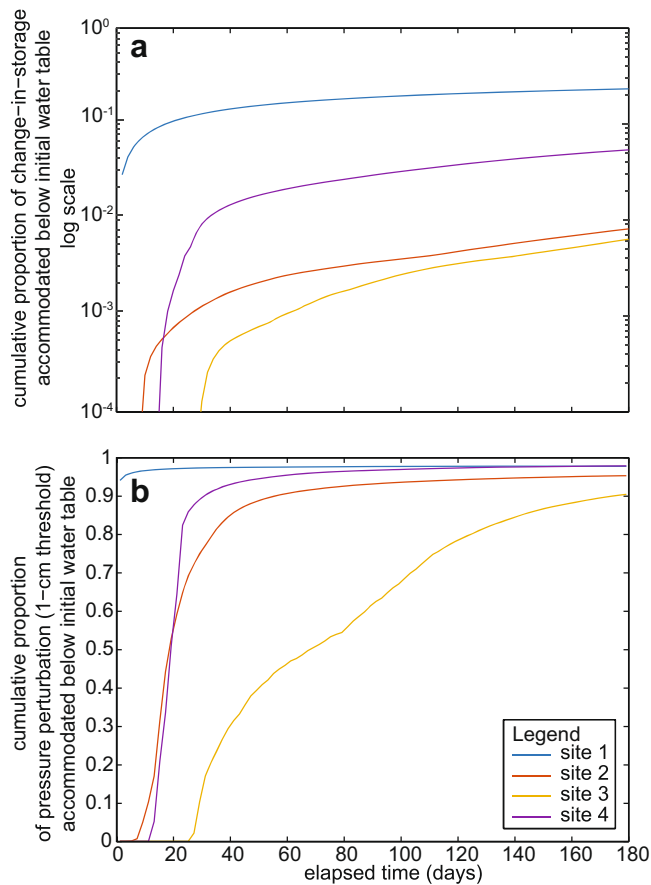 cumulative proportion of change−in−storage
accommodated below initial water table
log scale
a
10^0
10^-1
10^-2
10^-3
10^-4
cumulative proportion
of pressure perturbation (1−cm threshold)
accommodated below initial water table
b
1
0.9
0.8
0.7
0.6
0.5
0.4
0.3
0.2
0.1
0
Legend
site 1
site 2
site 3
site 4
0 20 40 60 80 100 120 140 160 180
elapsed time (days)